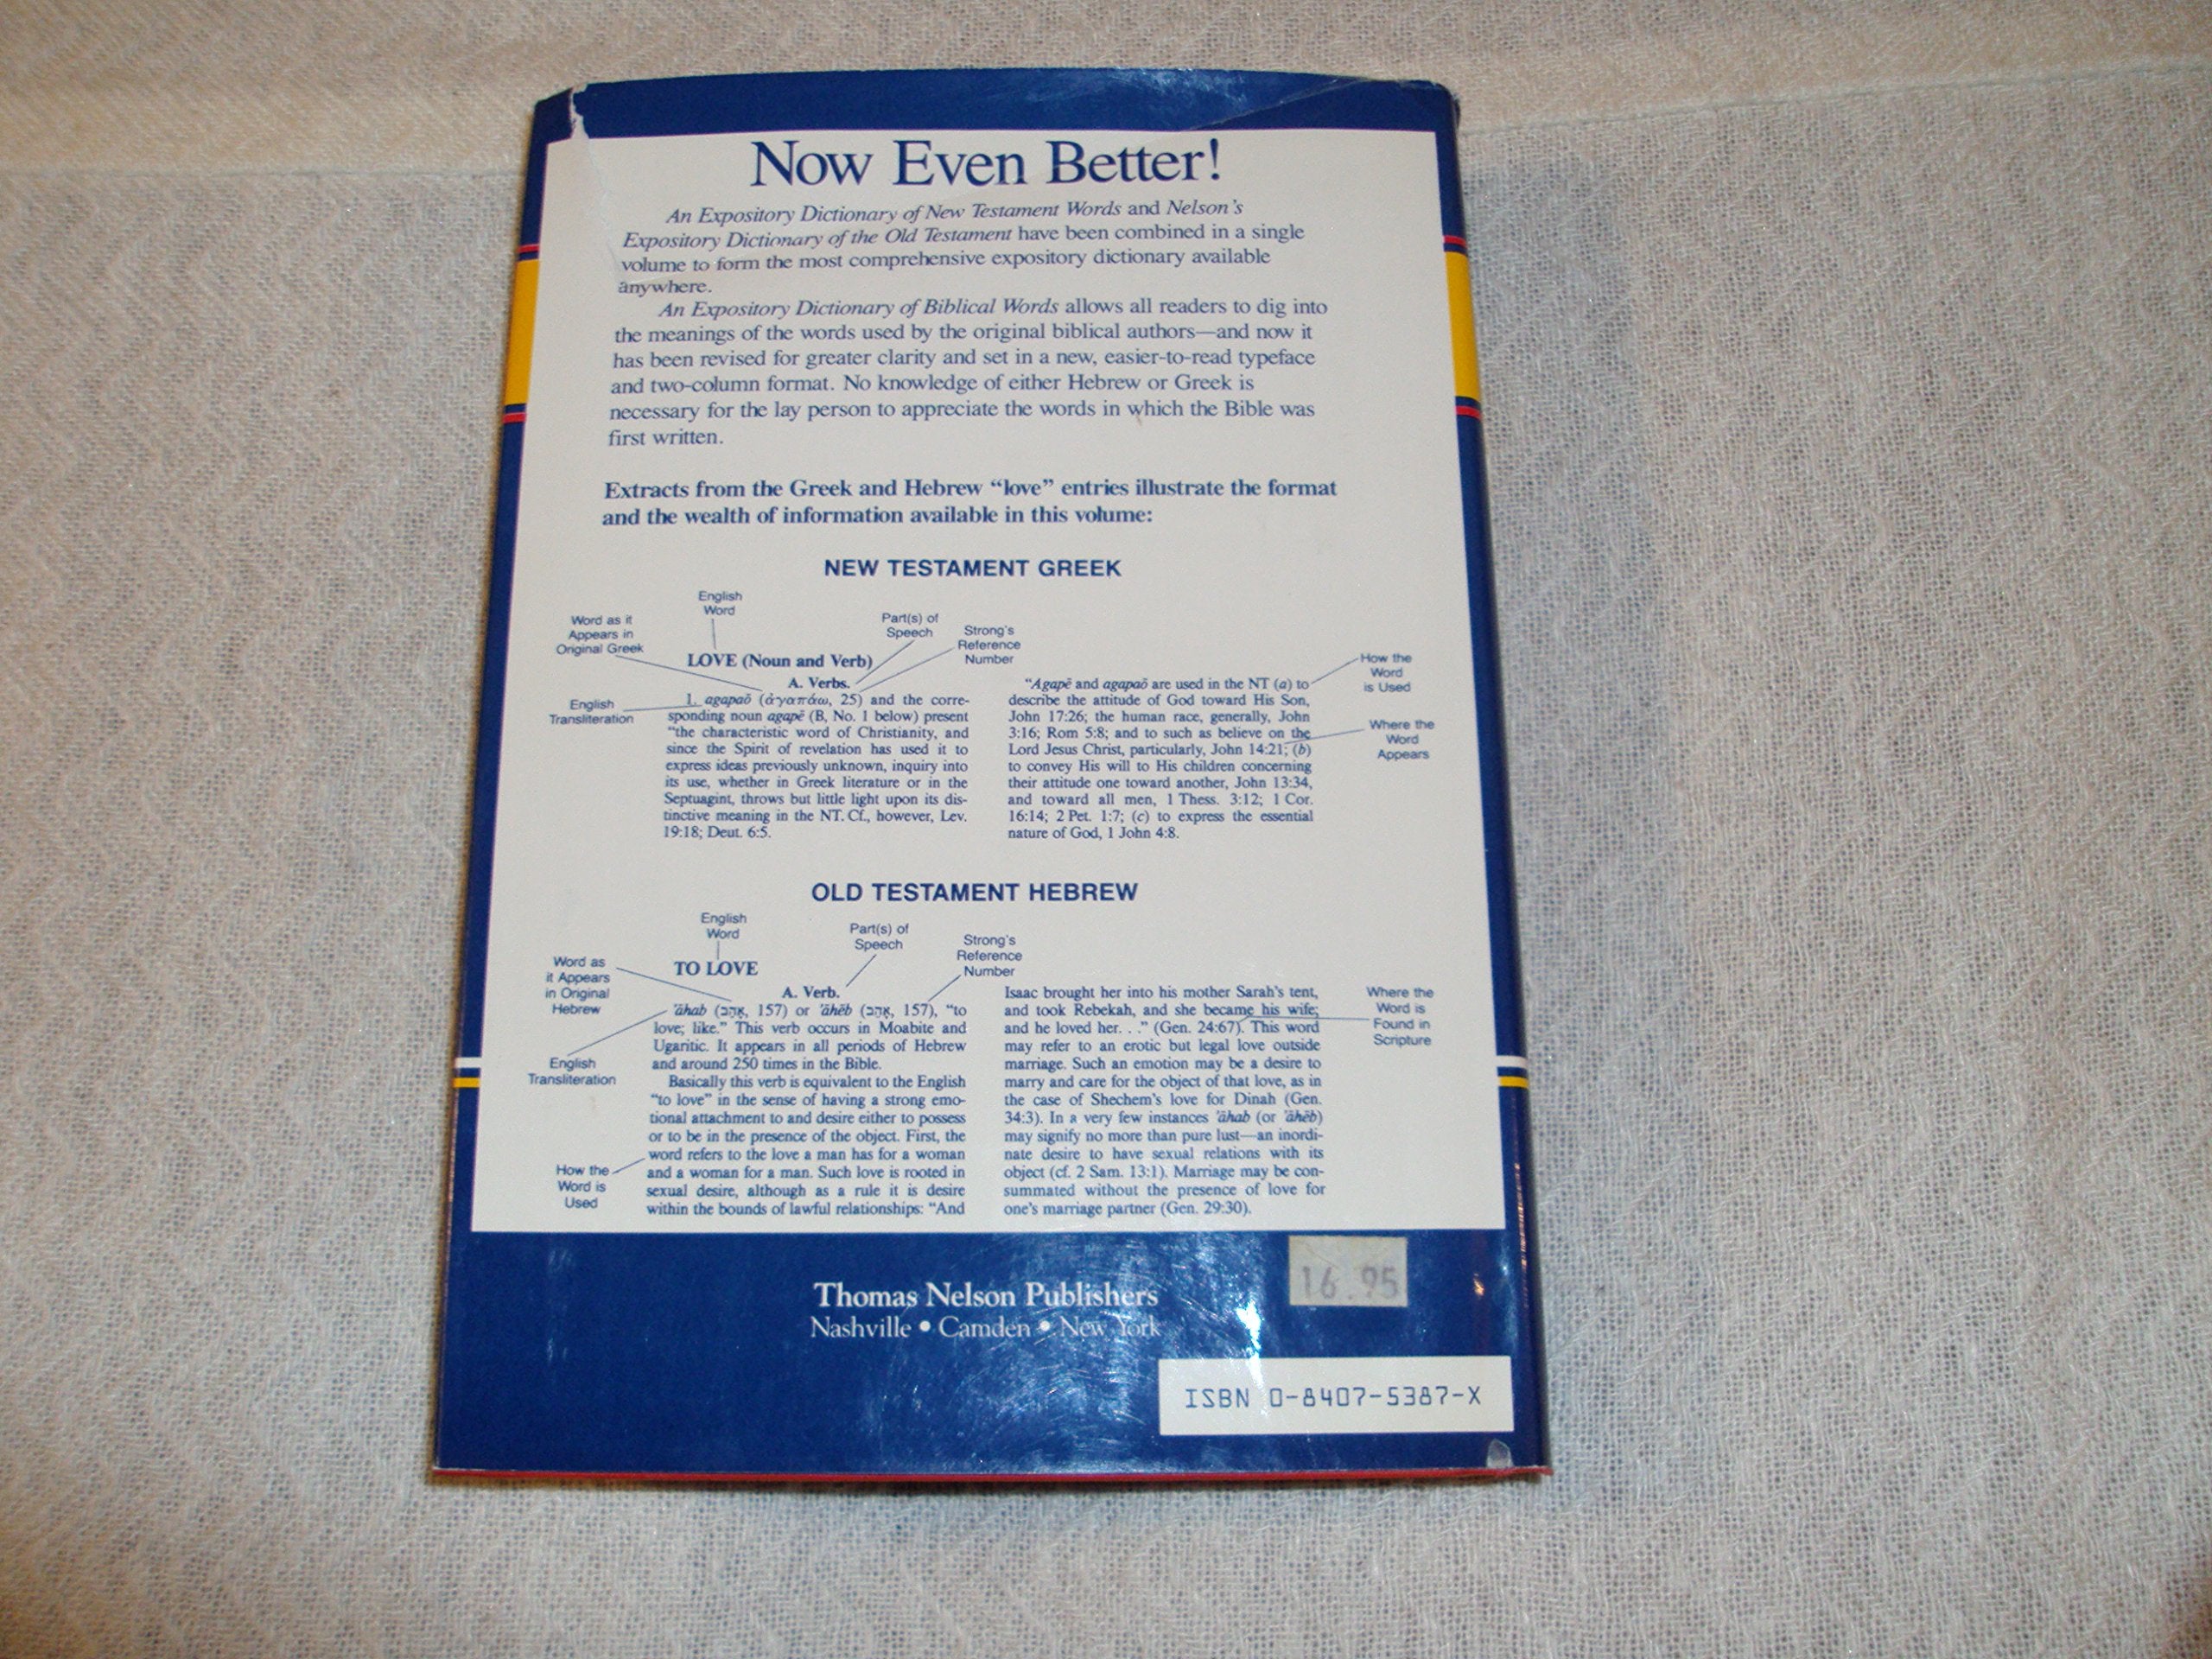 Now Even Better!
An Expository Dictionary of New Testament Words and Nelson's
Expository Dictionary of the Old Testament have been combined in a single
volume to form the most comprehensive expository dictionary available
anywhere.
An Expository Dictionary of Biblical Words allows all readers to dig into
the meanings of the words used by the original biblical authors—and now it
has been revised for greater clarity and set in a new, easier-to-read typeface
and two-column format. No knowledge of either Hebrew or Greek is
necessary for the lay person to appreciate the words in which the Bible was
first written.
Extracts from the Greek and Hebrew “love” entries illustrate the format
and the wealth of information available in this volume:
NEW TESTAMENT GREEK
English
Word
Word as it
Appears in
Original Greek
Part(s) of
Speech
Strong's
Reference
Number
English
Transliteration
LOVE (Noun and Verb)
A. Verbs.
1. agapaō (ἀγαπάω, 25) and the corre-
sponding noun agapē (B, No. 1 below) present
“the characteristic word of Christianity, and
since the Spirit of revelation has used it to
express ideas previously unknown, inquiry into
its use, whether in Greek literature or in the
Septuagint, throws but little light upon its dis-
tinctive meaning in the NT. Cf., however, Lev.
19:18; Deut. 6:5.
“Agapē and agapaō are used in the NT (a) to
describe the attitude of God toward His Son,
John 17:26; the human race, generally, John
3:16; Rom 5:8; and to such as believe on the
Lord Jesus Christ, particularly, John 14:21; (b)
to convey His will to His children concerning
their attitude one toward another, John 13:34,
and toward all men, 1 Thess. 3:12; 1 Cor.
16:14; 2 Pet. 1:7; (c) to express the essential
nature of God, 1 John 4:8.
How the
Word
is Used
Where the
Word
Appears
OLD TESTAMENT HEBREW
English
Word
Part(s) of
Speech
Strong's
Reference
Number
Word as
it Appears
in Original
Hebrew
English
Transliteration
How the
Word is
Used
TO LOVE
A. Verb.
'āhab (אָהַב, 157) or 'āhēb (אָהֵב, 157), “to
love; like.” This verb occurs in Moabite and
Ugaritic. It appears in all periods of Hebrew
and around 250 times in the Bible.
Basically this verb is equivalent to the English
“to love” in the sense of having a strong emo-
tional attachment to and desire either to possess
or to be in the presence of the object. First, the
word refers to the love a man has for a woman
and a woman for a man. Such love is rooted in
sexual desire, although as a rule it is desire
within the bounds of lawful relationships: “And
Isaac brought her into his mother Sarah's tent,
and took Rebekah, and she became his wife;
and he loved her. . .” (Gen. 24:67). This word
may refer to an erotic but legal love outside
marriage. Such an emotion may be a desire to
marry and care for the object of that love, as in
the case of Shechem's love for Dinah (Gen.
34:3). In a very few instances 'āhab (or 'āhēb)
may signify no more than pure lust—an inordi-
nate desire to have sexual relations with its
object (cf. 2 Sam. 13:1). Marriage may be con-
summated without the presence of love for
one's marriage partner (Gen. 29:30).
Where the
Word is
Found in
Scripture
16.95
Thomas Nelson Publishers
Nashville • Camden • New York
ISBN 0-8407-5387-X